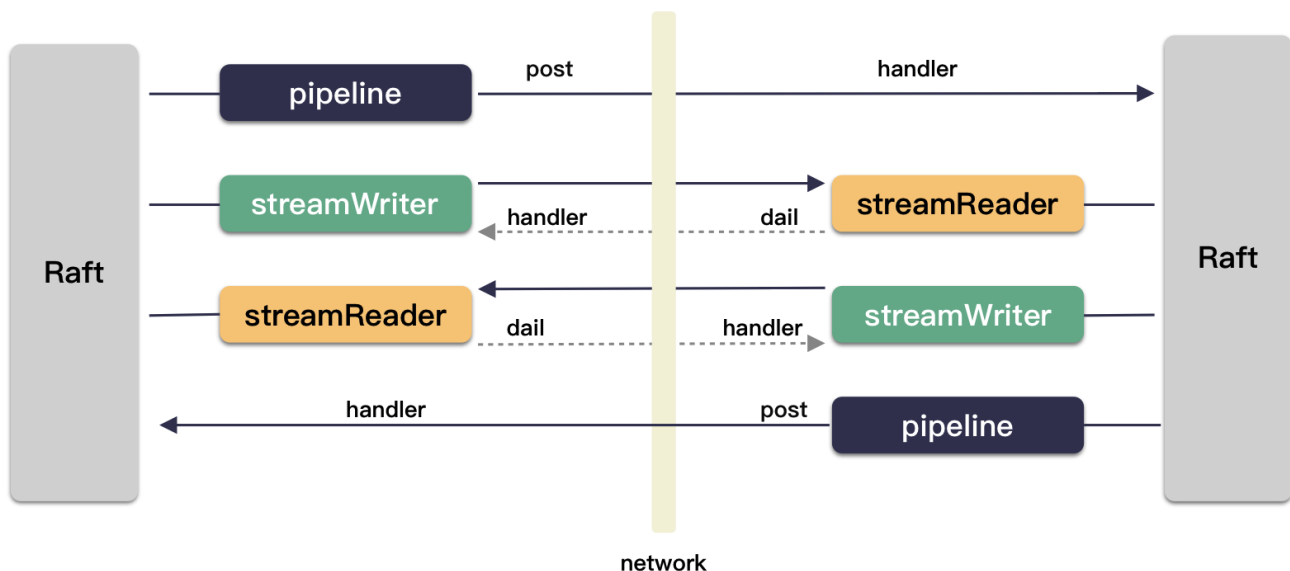 post
handler
pipeline
streamWriter
handler
dail
streamReader
Raft
Raft
streamReader
dail
handler
streamWriter
handler
post
pipeline
network